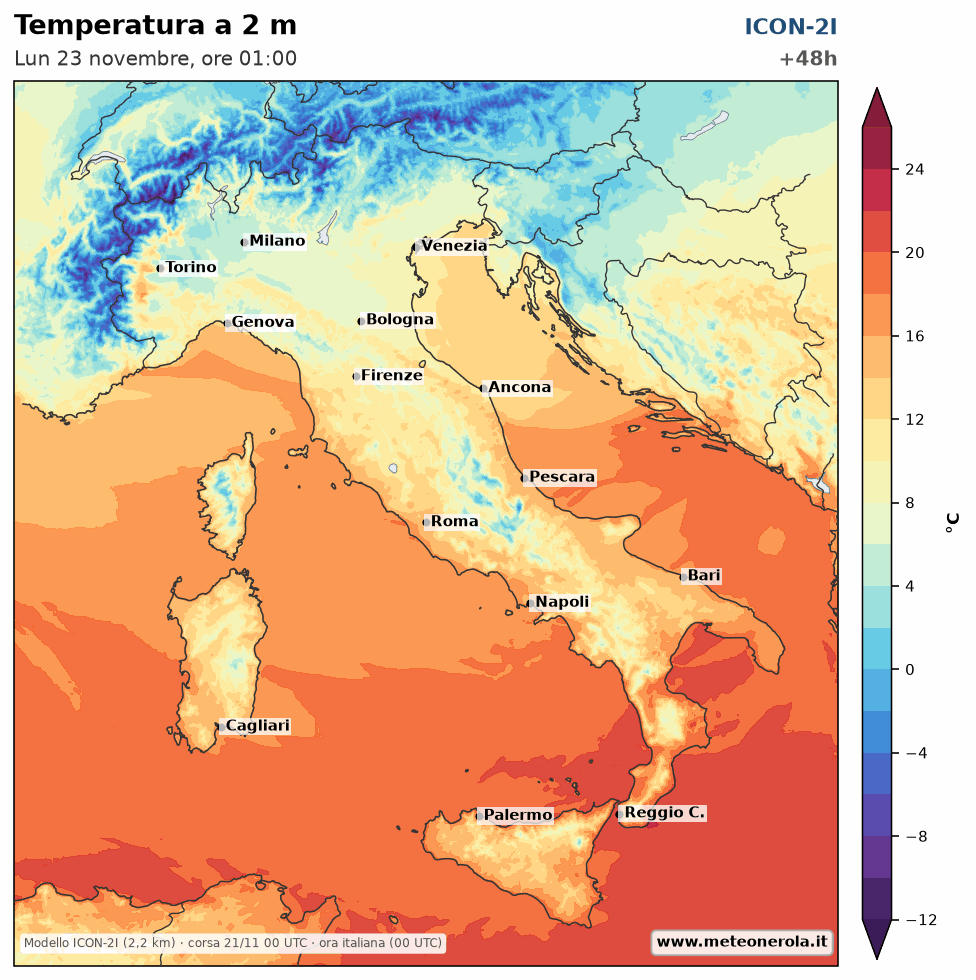 Temperatura a 2 m
ICON-2I
Lun 23 novembre, ore 01:00
+48h
Milano
Venezia
Torino
Genova
Bologna
Firenze
Ancona
Pescara
Roma
Bari
Napoli
Cagliari
Palermo
Reggio C.
24
20
16
12
8
4
0
−4
−8
−12
°C
Modello ICON-2I (2,2 km) · corsa 21/11 00 UTC · ora italiana (00 UTC)
www.meteonerola.it